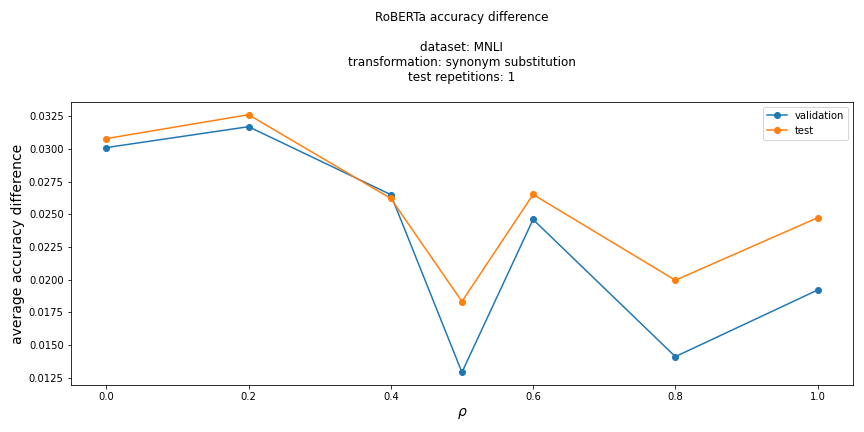 RoBERTa accuracy difference
dataset: MNLI
transformation: synonym substitution
test repetitions: 1
validation
test
average accuracy difference
0.0325
0.0300
0.0275
0.0250
0.0225
0.0200
0.0175
0.0150
0.0125
0.0 0.2 0.4 0.6 0.8 1.0
ρ